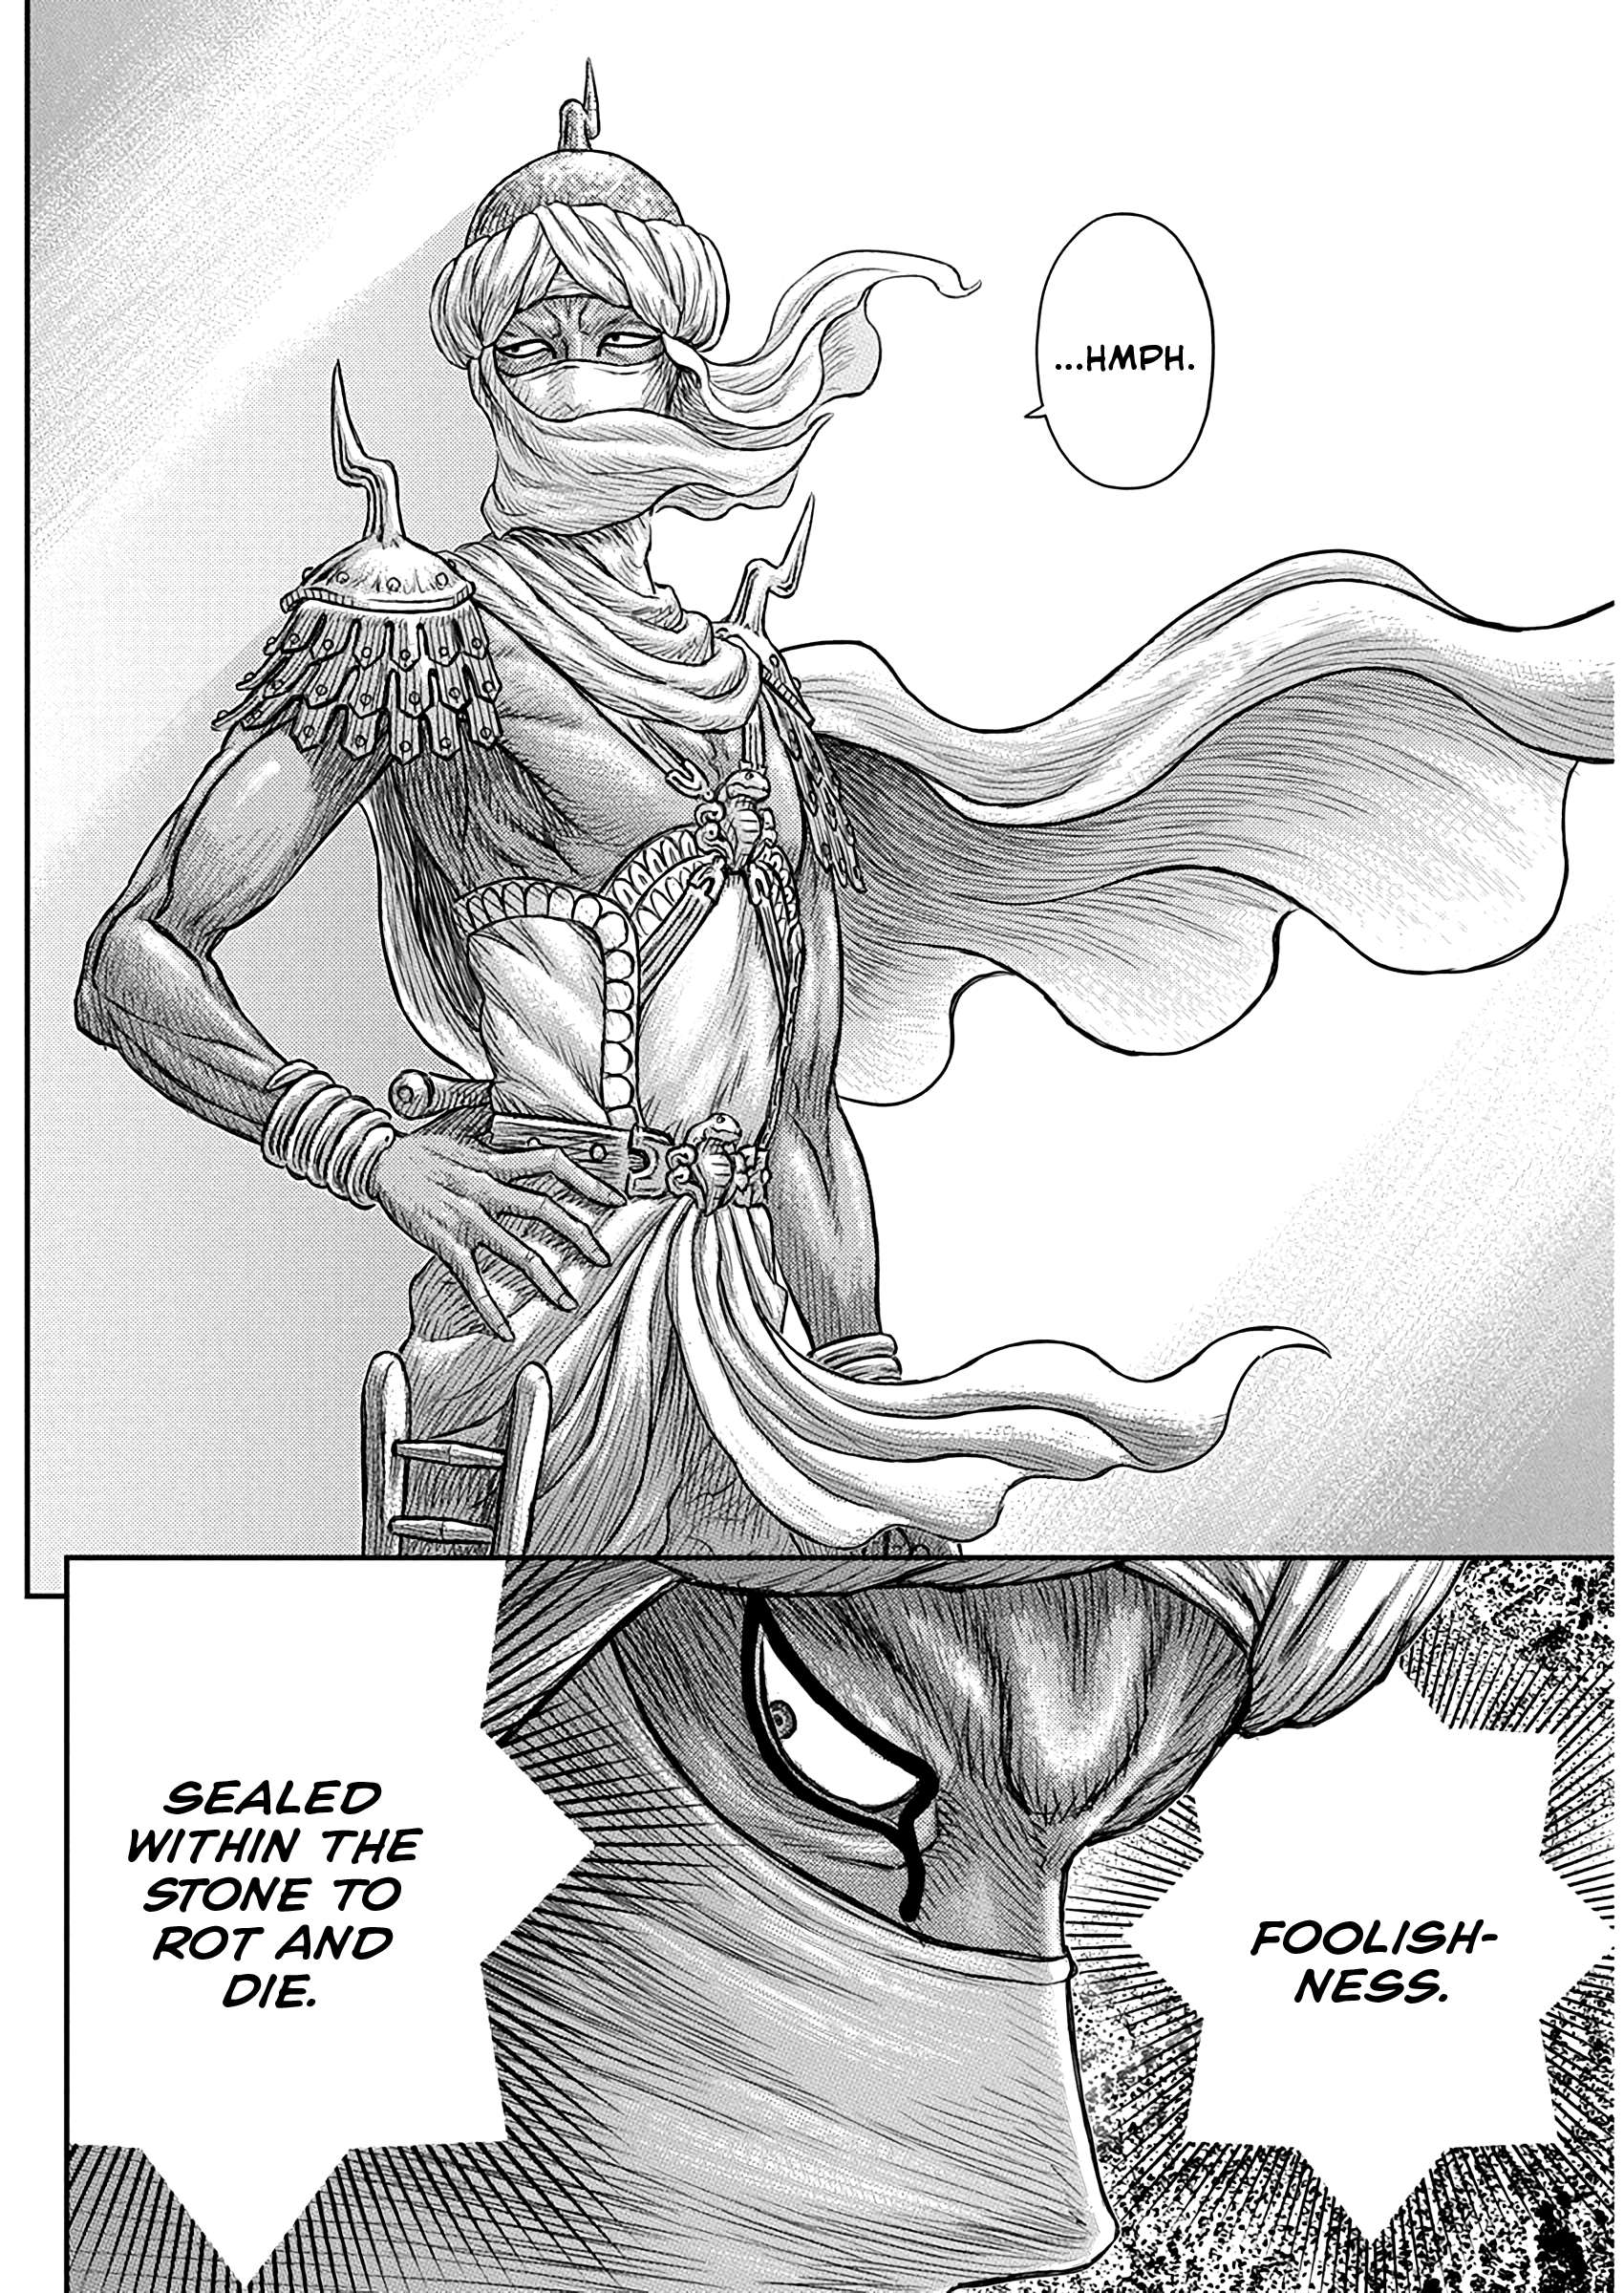 ...HMPH.
FOOLISH-
NESS.
SEALED
WITHIN THE
STONE TO
ROT AND
DIE.